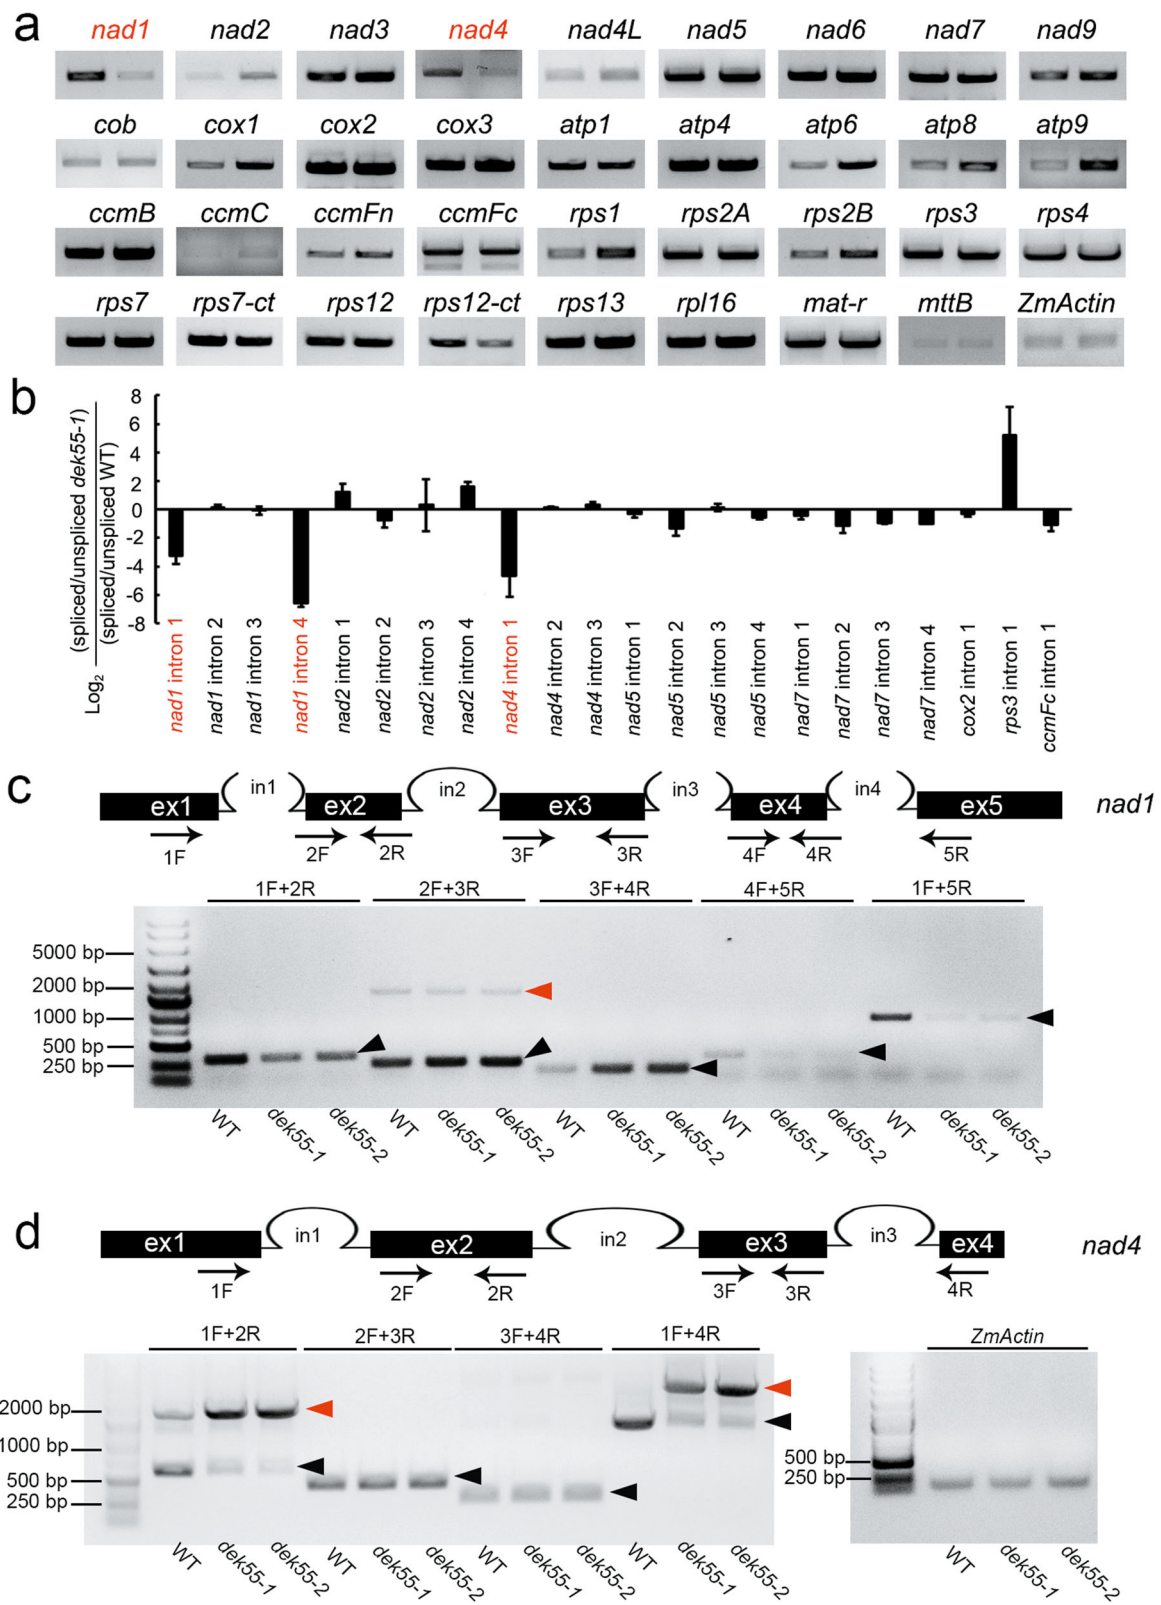 a
nad1 nad2 nad3 nad4 nad4L nad5 nad6 nad7 nad9
cob cox1 cox2 cox3 atp1 atp4 atp6 atp8 atp9
ccmB ccmC ccmFn ccmFc rps1 rps2A rps2B rps3 rps4
rps7 rps7-ct rps12 rps12-ct rps13 rpl16 mat-r mttB ZmActin
b
Log2 (spliced/unspliced dek55-1) (spliced/unspliced WT)
8
6
4
2
0
-2
-4
-6
-8
nad1 intron 1
nad1 intron 2
nad1 intron 3
nad1 intron 4
nad2 intron 1
nad2 intron 2
nad2 intron 3
nad2 intron 4
nad4 intron 1
nad4 intron 2
nad4 intron 3
nad5 intron 1
nad5 intron 2
nad5 intron 3
nad5 intron 4
nad7 intron 1
nad7 intron 2
nad7 intron 3
nad7 intron 4
cox2 intron 1
rps3 intron 1
ccmFc intron 1
c
ex1 in1 ex2 in2 ex3 in3 ex4 in4 ex5 nad1
1F 2F 2R 3F 3R 4F 4R 5R
1F+2R 2F+3R 3F+4R 4F+5R 1F+5R
5000 bp
2000 bp
1000 bp
500 bp
250 bp
WT dek55-1 dek55-2 WT dek55-1 dek55-2 WT dek55-1 dek55-2 WT dek55-1 dek55-2 WT dek55-1 dek55-2
d
ex1 in1 ex2 in2 ex3 in3 ex4 nad4
1F 2F 2R 3F 3R 4R
1F+2R 2F+3R 3F+4R 1F+4R ZmActin
2000 bp
1000 bp
500 bp
250 bp
500 bp
250 bp
WT dek55-1 dek55-2 WT dek55-1 dek55-2 WT dek55-1 dek55-2 WT dek55-1 dek55-2 WT dek55-1 dek55-2